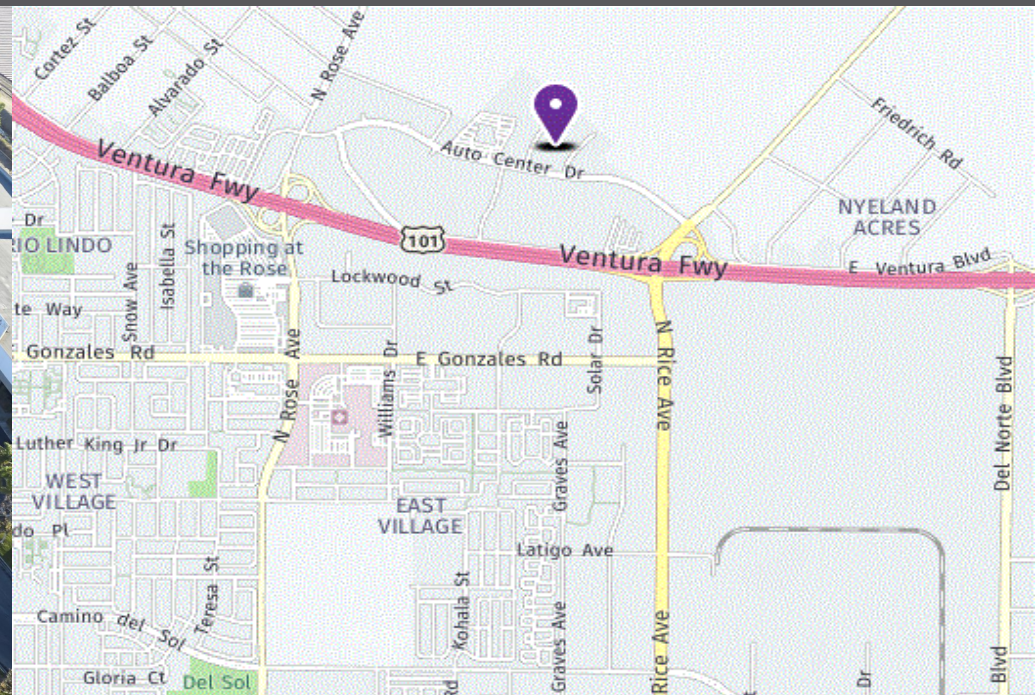 Cortez St
Balboa St
Alvarado St
N Rose Ave
Auto Center Dr
Friedrich Rd
Ventura Fwy
NYELAND
ACRES
Dr
RIO LINDO
Isabella St
Shopping at
the Rose
101
Ventura Fwy
E Ventura Blvd
Lockwood St
Snow Ave
te Way
Gonzales Rd
N Rose Ave
Williams Dr
E Gonzales Rd
Solar Dr
N Rice Ave
Del Norte Blvd
Luther King Jr Dr
Graves Ave
WEST
VILLAGE
EAST
VILLAGE
do Pl
Latigo Ave
Teresa St
Kohala St
Camino del Sol
Graves Ave
Rice Ave
Blvd
Gloria Ct
Del Sol
Rd
t
Dr